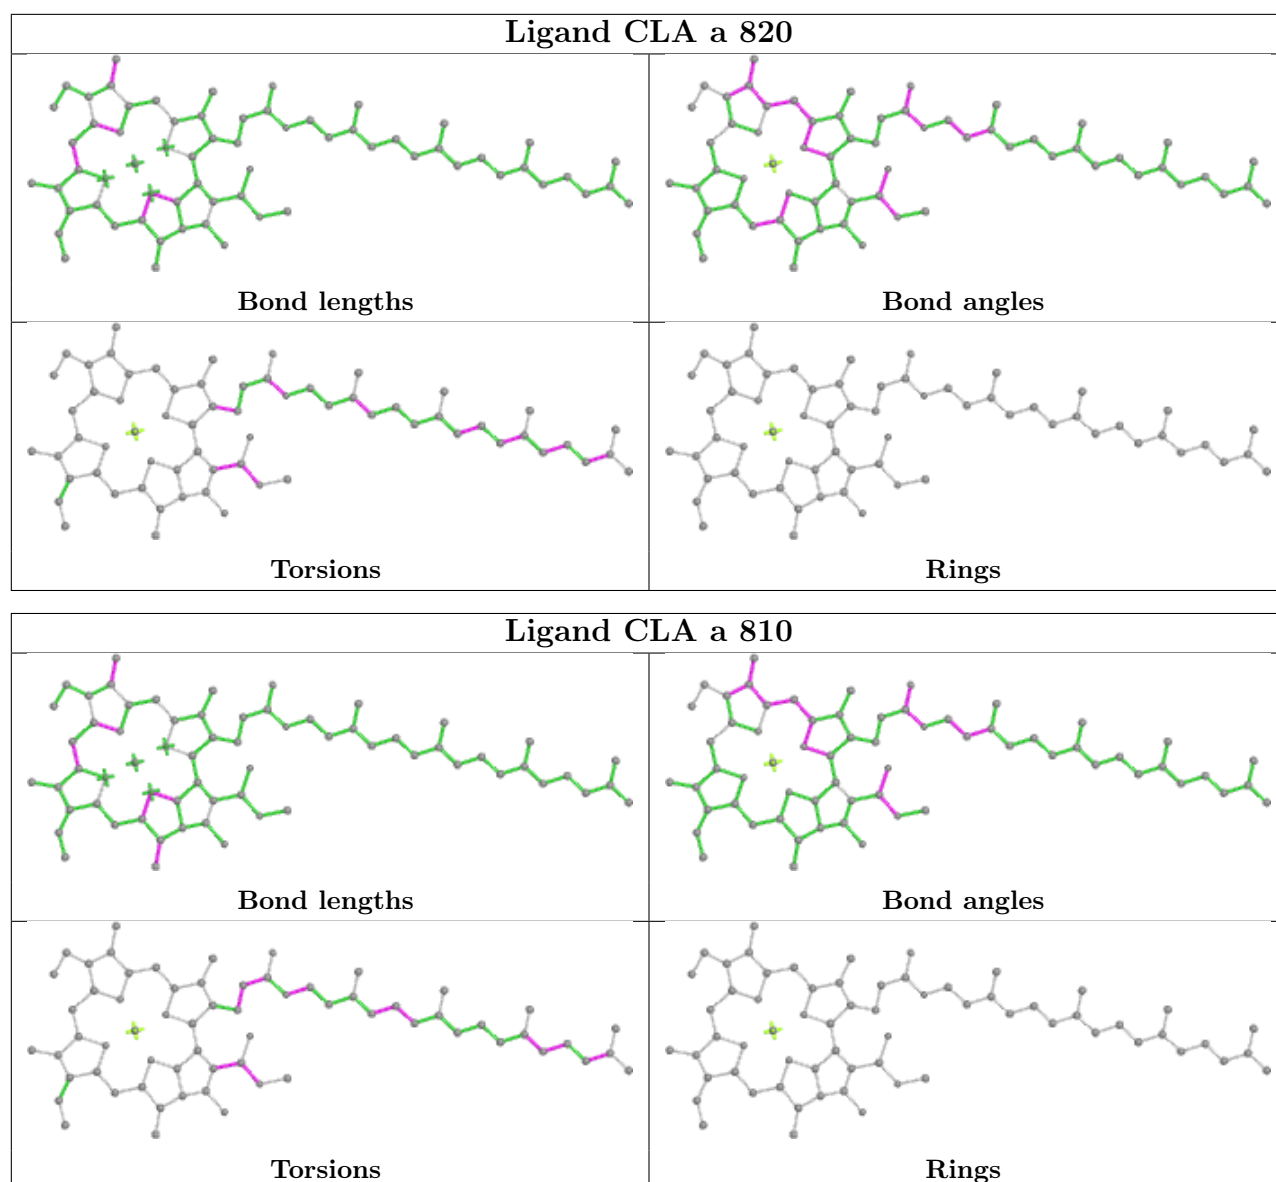 Ligand CLA a 820
Bond lengths
Bond angles
Torsions
Rings
Ligand CLA a 810
Bond lengths
Bond angles
Torsions
Rings